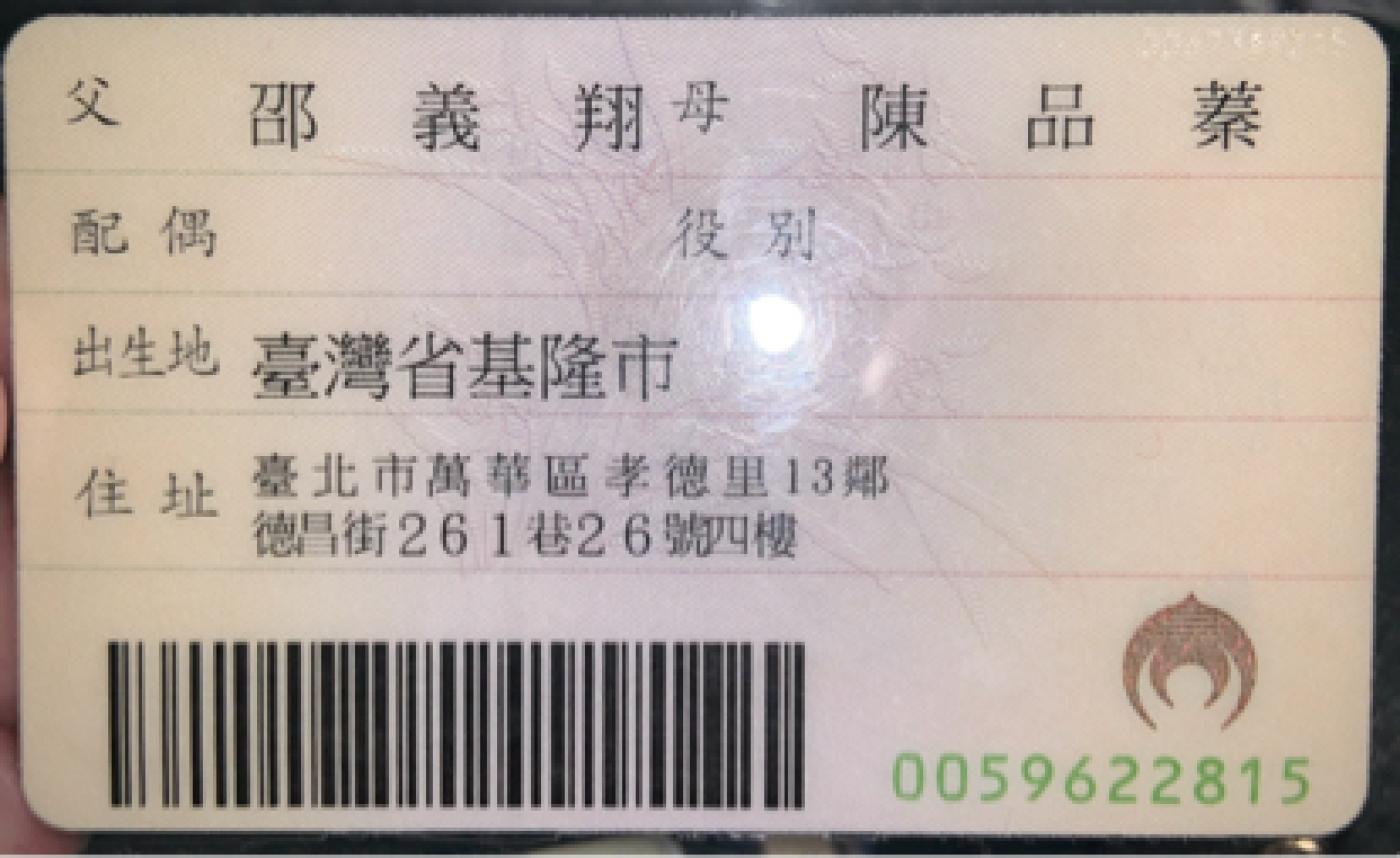 父 邵義翔 母 陳品蓁
配偶 役別
出生地 臺灣省基隆市
住址 臺北市萬華區孝德里13鄰
德昌街261巷26號四樓
0059622815